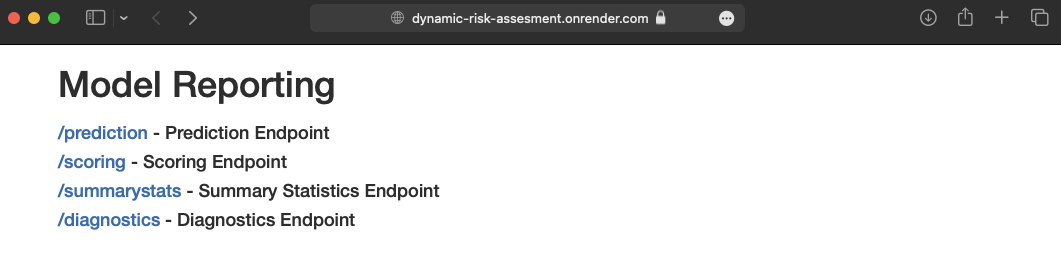 dynamic-risk-assesment.onrender.com
Model Reporting
/prediction - Prediction Endpoint
/scoring - Scoring Endpoint
/summarystats - Summary Statistics Endpoint
/diagnostics - Diagnostics Endpoint